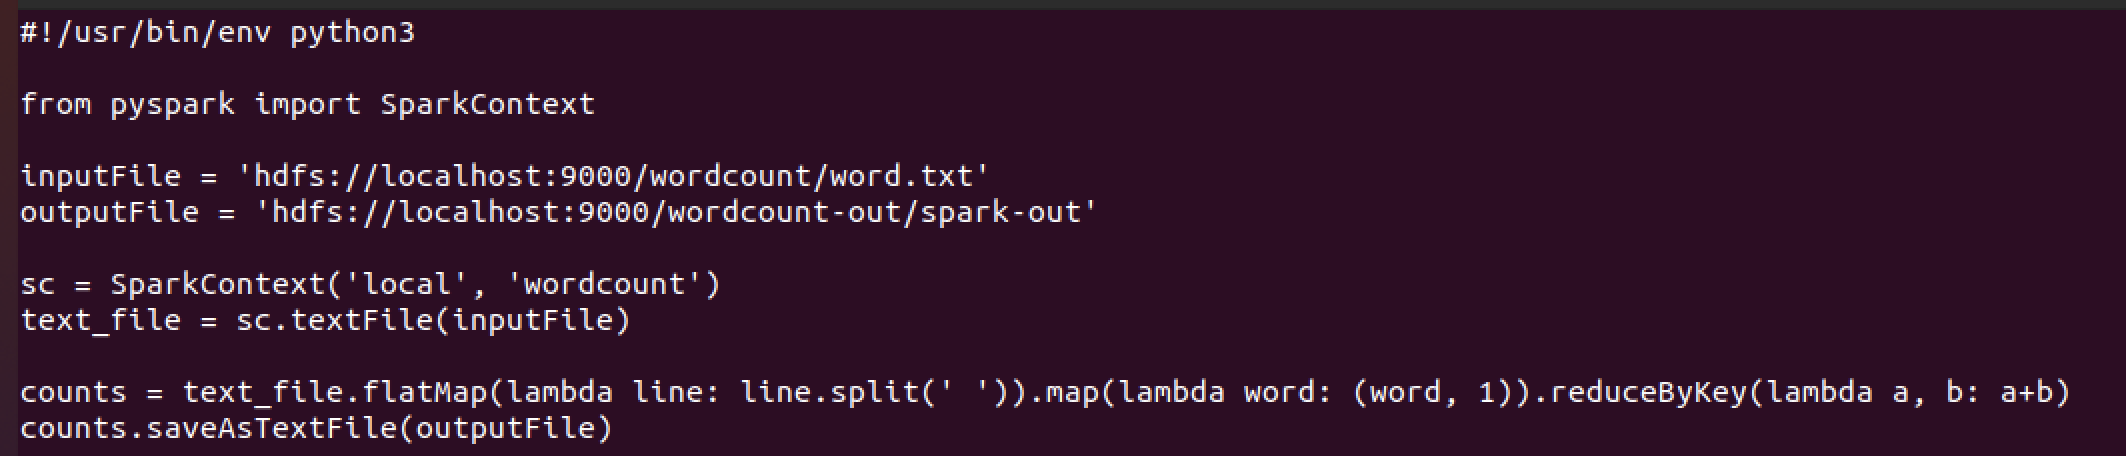 #!/usr/bin/env python3
from pyspark import SparkContext
inputFile = 'hdfs://localhost:9000/wordcount/word.txt'
outputFile = 'hdfs://localhost:9000/wordcount-out/spark-out'
sc = SparkContext('local', 'wordcount')
text_file = sc.textFile(inputFile)
counts = text_file.flatMap(lambda line: line.split(' ')).map(lambda word: (word, 1)).reduceByKey(lambda a, b: a+b)
counts.saveAsTextFile(outputFile)